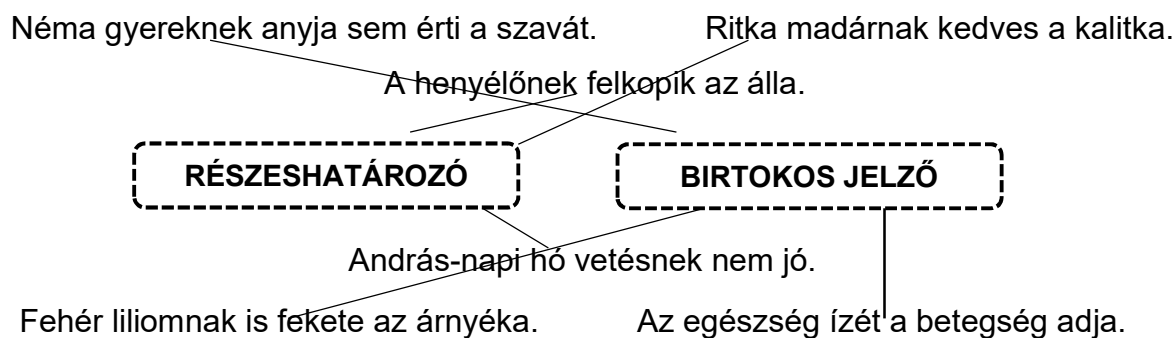 Néma gyereknek anyja sem érti a szavát. Ritka madárnak kedves a kalitka.
A henyélőnek felkopik az álla.
RÉSZESHATÁROZÓ BIRTOKOS JELZŐ
András-napi hó vetésnek nem jó.
Fehér liliomnak is fekete az árnyéka. Az egészség ízét a betegség adja.